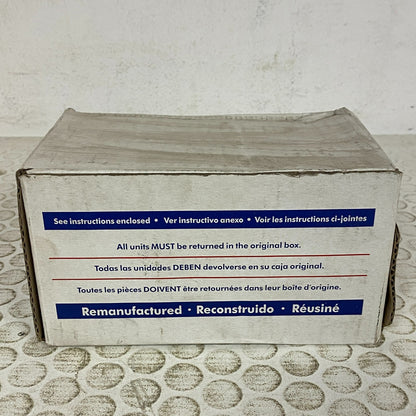 See instructions enclosed • Ver instructivo anexo • Voir les instructions ci-jointes
All units MUST be returned in the original box.
Todas las unidades DEBEN devolverse en su caja original.
Toutes les pièces DOIVENT être retournées dans leur boîte d'origine.
Remanufactured • Reconstruido • Réusiné